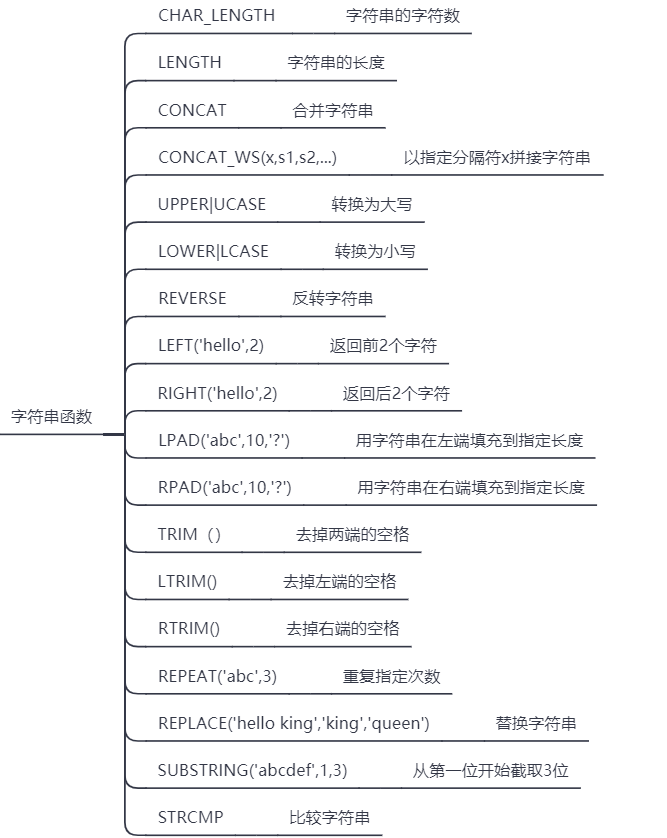 CHAR_LENGTH 字符串的字符数
LENGTH 字符串的长度
CONCAT 合并字符串
CONCAT_WS(x,s1,s2,...) 以指定分隔符x拼接字符串
UPPER|UCASE 转换为大写
LOWER|LCASE 转换为小写
REVERSE 反转字符串
LEFT('hello',2) 返回前2个字符
RIGHT('hello',2) 返回后2个字符
字符串函数
LPAD('abc',10,'?') 用字符串在左端填充到指定长度
RPAD('abc',10,'?') 用字符串在右端填充到指定长度
TRIM（） 去掉两端的空格
LTRIM() 去掉左端的空格
RTRIM() 去掉右端的空格
REPEAT('abc',3) 重复指定次数
REPLACE('hello king','king','queen') 替换字符串
SUBSTRING('abcdef',1,3) 从第一位开始截取3位
STRCMP 比较字符串